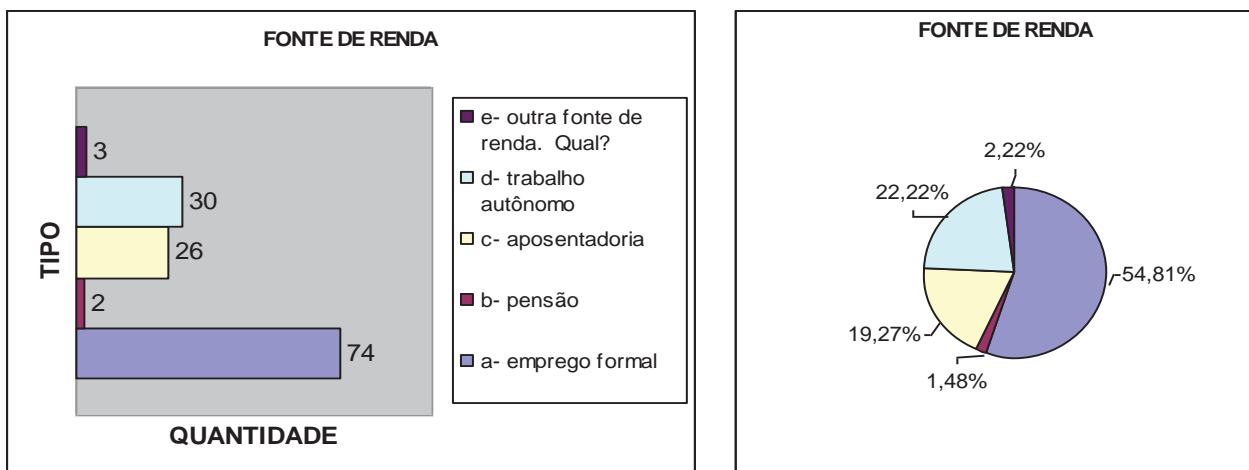 FONTE DE RENDA
TIPO
3
30
26
2
74
QUANTIDADE
e- outra fonte de
renda. Qual?
d- trabalho
autônomo
c- aposentadoria
b- pensão
a- emprego formal
FONTE DE RENDA
2,22%
22,22%
54,81%
19,27%
1,48%